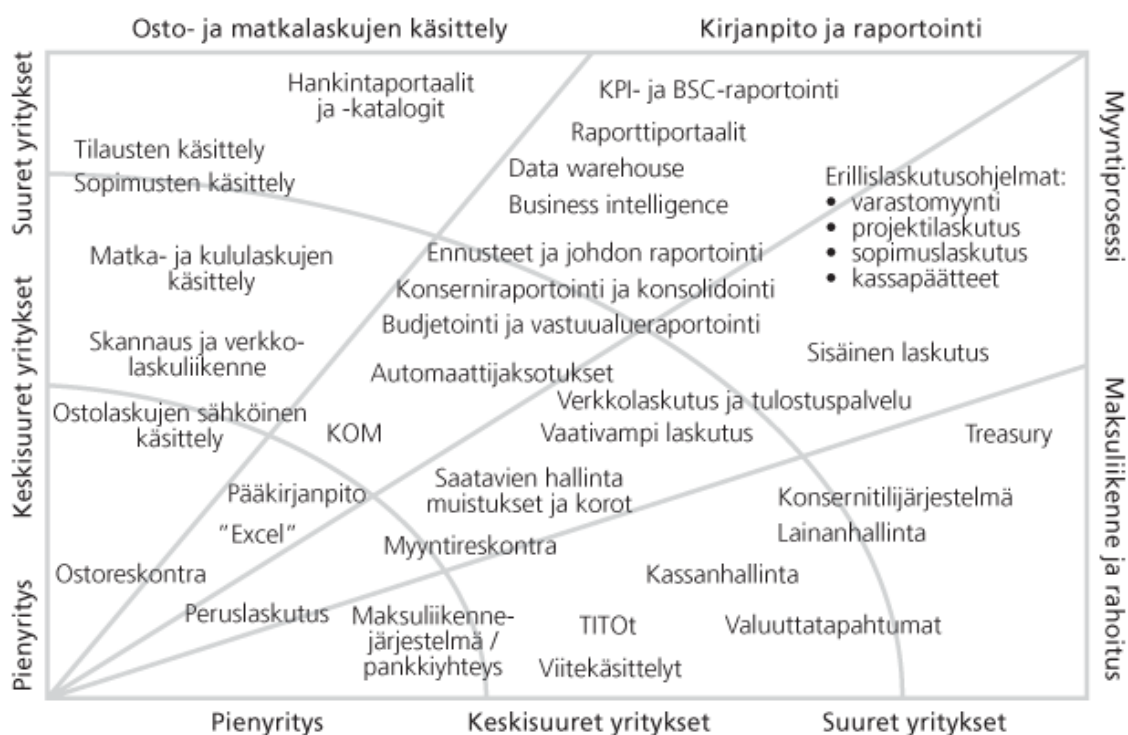 Osto- ja matkalaskujen käsittely
Kirjanpito ja raportointi
Suuret yritykset
Keskisuuret yritykset
Pienyritys
Hankintaportaalit
ja -katalogit
Tilausten käsittely
Sopimusten käsittely
Matka- ja kululaskujen
käsittely
Skannaus ja verkko-
laskuliikenne
Ostolaskujen sähköinen
käsittely
Ostoreskontra
KPI- ja BSC-raportointi
Raporttiportaalit
Data warehouse
Business intelligence
Ennusteet ja johdon raportointi
Konserniraportointi ja konsolidointi
Budjetointi ja vastuualueraportointi
Automaattijaksotukset
KOM
Pääkirjanpito
”Excel”
Erillislaskutusohjelmat:
• varastomyynti
• projektilaskutus
• sopimuslaskutus
• kassapäätteet
Sisäinen laskutus
Verkkolaskutus ja tulostuspalvelu
Vaativampi laskutus
Saatavien hallinta
muistukset ja korot
Myyntireskontra
Peruslaskutus
Treasury
Konsernitilijärjestelmä
Lainanhallinta
Kassanhallinta
Maksuliikenne-
järjestelmä /
pankkiyhteys
TITOt
Viitekäsittelyt
Valuuttatapahtumat
Myyntiprosessi
Maksuliikenne ja rahoitus
Pienyritys
Keskisuuret yritykset
Suuret yritykset